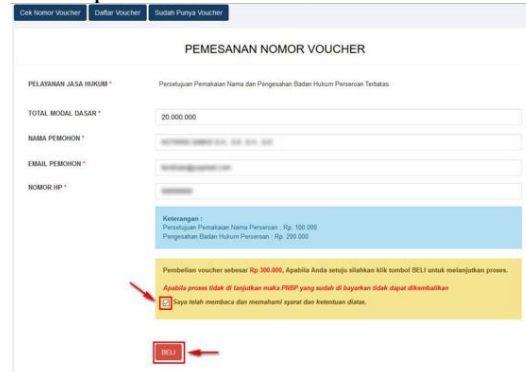 Cek Nomor Voucher
Daftar Voucher
Sudah Punya Voucher
PEMESANAN NOMOR VOUCHER
PELAYANAN JASA HUKUM *
Persetujuan Pemakaian Nama dan Pengesahan Badan Hukum Perseroan Terbatas
TOTAL MODAL DASAR *
20.000.000
NAMA PEMOHON *
EMAIL PEMOHON *
NOMOR HP *
Keterangan :
Persetujuan Pemakaian Nama Perseroan : Rp. 100.000
Pengesahan Badan Hukum Perseroan : Rp. 200.000
Pembelian voucher sebesar Rp 300.000, Apabila Anda setuju silahkan klik tombol BELI untuk melanjutkan proses.
Apabila proses tidak di lanjutkan maka PNBP yang sudah di bayarkan tidak dapat dikembalikan
Saya telah membaca dan memahami syarat dan ketentuan diatas.
BELI